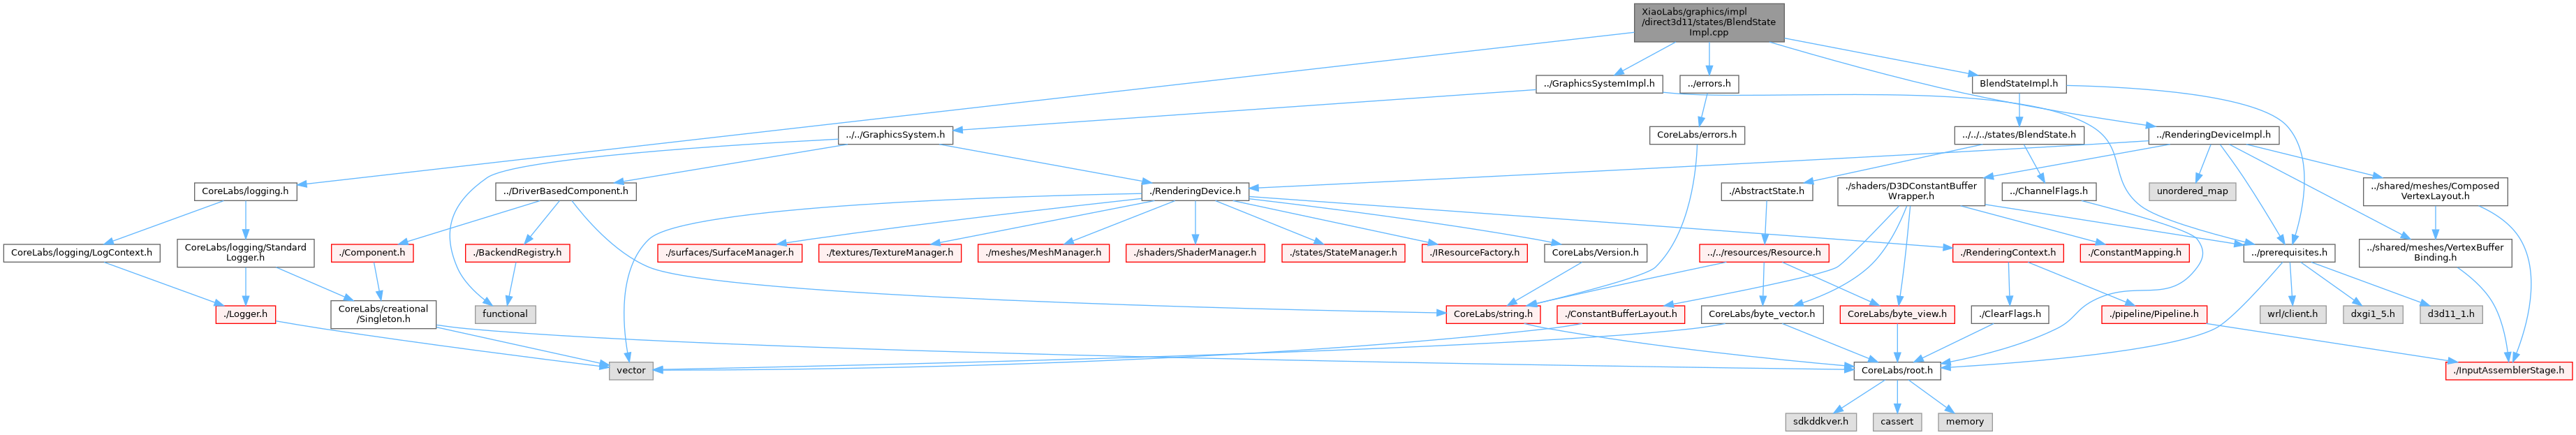 XiaoLabs/graphics/impl
/direct3d11/states/BlendState
Impl.cpp
../GraphicsSystemImpl.h
../errors.h
BlendStateImpl.h
../../GraphicsSystem.h
CoreLabs/errors.h
../../../states/BlendState.h
../RenderingDeviceImpl.h
CoreLabs/logging.h
../DriverBasedComponent.h
./RenderingDevice.h
./AbstractState.h
./shaders/D3DConstantBuffer
Wrapper.h
../ChannelFlags.h
unordered_map
../shared/meshes/Composed
VertexLayout.h
CoreLabs/logging/LogContext.h
CoreLabs/logging/Standard
Logger.h
./Component.h
./BackendRegistry.h
./surfaces/SurfaceManager.h
./textures/TextureManager.h
./meshes/MeshManager.h
./shaders/ShaderManager.h
./states/StateManager.h
./IResourceFactory.h
CoreLabs/Version.h
../../resources/Resource.h
./RenderingContext.h
./ConstantMapping.h
../prerequisites.h
../shared/meshes/VertexBuffer
Binding.h
./Logger.h
CoreLabs/creational
/Singleton.h
functional
CoreLabs/string.h
./ConstantBufferLayout.h
CoreLabs/byte_vector.h
CoreLabs/byte_view.h
./ClearFlags.h
./pipeline/Pipeline.h
wrl/client.h
dxgi1_5.h
d3d11_1.h
vector
CoreLabs/root.h
./InputAssemblerStage.h
sdkddkver.h
cassert
memory